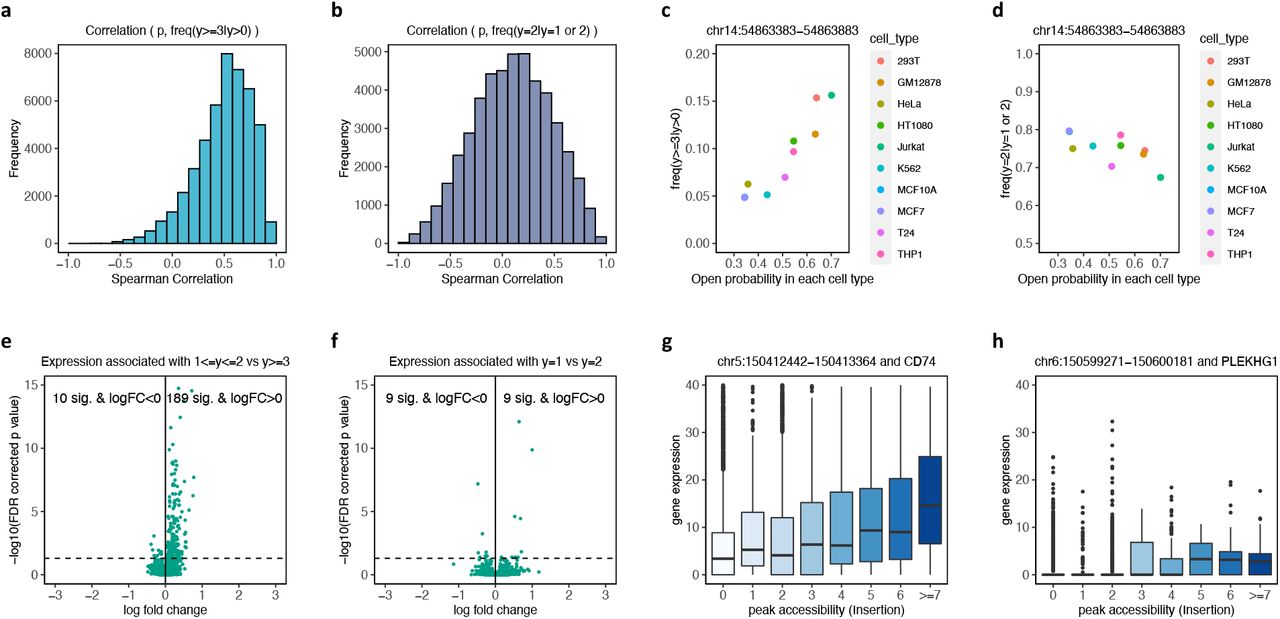 a
Correlation ( p, freq(y>=3|y>0) )
8000
6000
4000
2000
0
Frequency
−1.0 −0.5 0.0 0.5 1.0
Spearman Correlation
b
Correlation ( p, freq(y=2|y=1 or 2) )
5000
4000
3000
2000
1000
0
Frequency
−1.0 −0.5 0.0 0.5 1.0
Spearman Correlation
c
chr14:54863383−54863883
0.20
0.15
0.10
0.05
0.00
freq(y>=3|y>0)
0.3 0.4 0.5 0.6 0.7
Open probability in each cell type
cell_type
293T
GM12878
HeLa
HT1080
Jurkat
K562
MCF10A
MCF7
T24
THP1
d
chr14:54863383−54863883
1.0
0.9
0.8
0.7
0.6
0.5
freq(y=2|y=1 or 2)
0.3 0.4 0.5 0.6 0.7
Open probability in each cell type
cell_type
293T
GM12878
HeLa
HT1080
Jurkat
K562
MCF10A
MCF7
T24
THP1
e
Expression associated with 1<=y<=2 vs y>=3
10 sig. & logFC<0 189 sig. & logFC>0
15
10
5
0
−log10(FDR corrected p value)
−3 −2 −1 0 1 2 3
log fold change
f
Expression associated with y=1 vs y=2
9 sig. & logFC<0 9 sig. & logFC>0
15
10
5
0
−log10(FDR corrected p value)
−3 −2 −1 0 1 2 3
log fold change
g
chr5:150412442−150413364 and CD74
40
30
20
10
0
gene expression
0 1 2 3 4 5 6 >=7
peak accessibility (Insertion)
h
chr6:150599271−150600181 and PLEKHG1
40
30
20
10
0
gene expression
0 1 2 3 4 5 6 >=7
peak accessibility (Insertion)